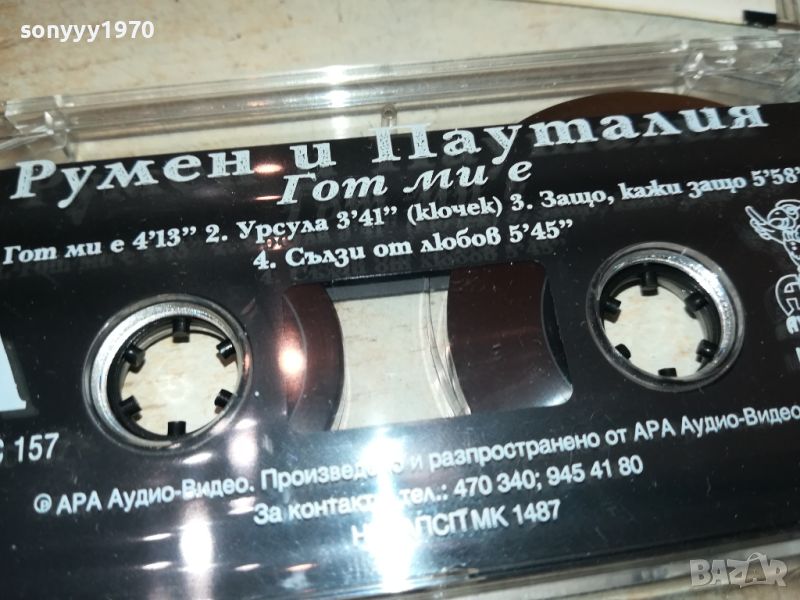 sonyyy1970
Румен и Пауталия
Гот ми е
Гот ми е 4'13" 2. Урсула 3'41" (kloчek) 3. Защо, кажи защо 5'58"
4. Сълзи от любов 5'45"
С 157
℗ АРА Аудио-Видео. Произведено и разпространено от АРА Аудио-Видео
За контакти, тел.: 470 340; 945 41 80
МК 1487
BAZAR